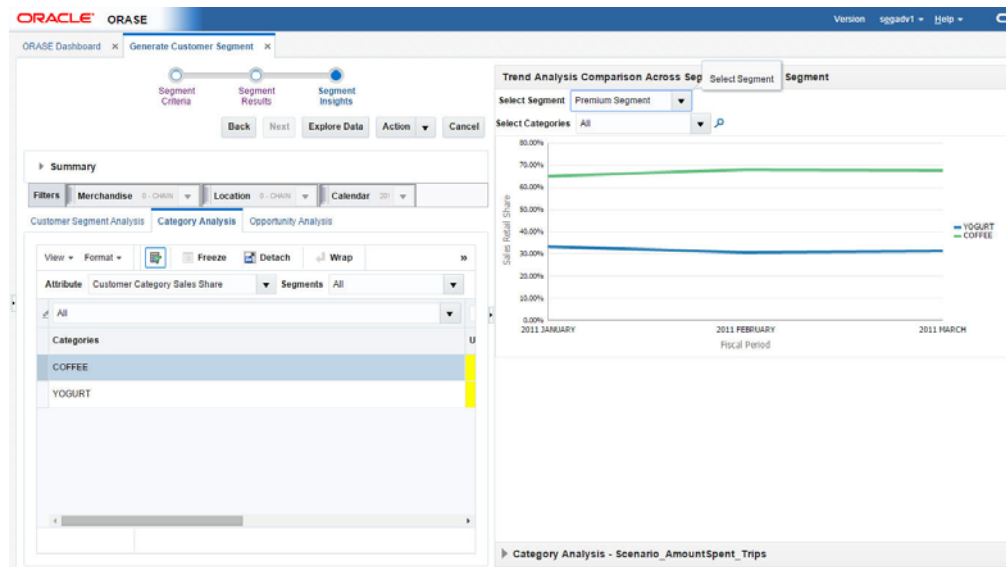 ORACLE ORASE
Version segadv1 Help
ORASE Dashboard × Generate Customer Segment ×
Segment Criteria
Segment Results
Segment Insights
Back Next Explore Data Action Cancel
Summary
Filters Merchandise 0 - CHAIN Location 0 - CHAIN Calendar 201
Customer Segment Analysis Category Analysis Opportunity Analysis
View Format Freeze Detach Wrap »
Attribute Customer Category Sales Share Segments All
All
Categories U
COFFEE
YOGURT
Trend Analysis Comparison Across Seg Segment
Select Segment
Select Segment Premium Segment
Select Categories All
80.00%
70.00%
60.00%
50.00%
40.00%
30.00%
20.00%
10.00%
0.00%
Sales Retail Share
2011 JANUARY 2011 FEBRUARY 2011 MARCH
Fiscal Period
YOGURT
COFFEE
Category Analysis - Scenario_AmountSpent_Trips